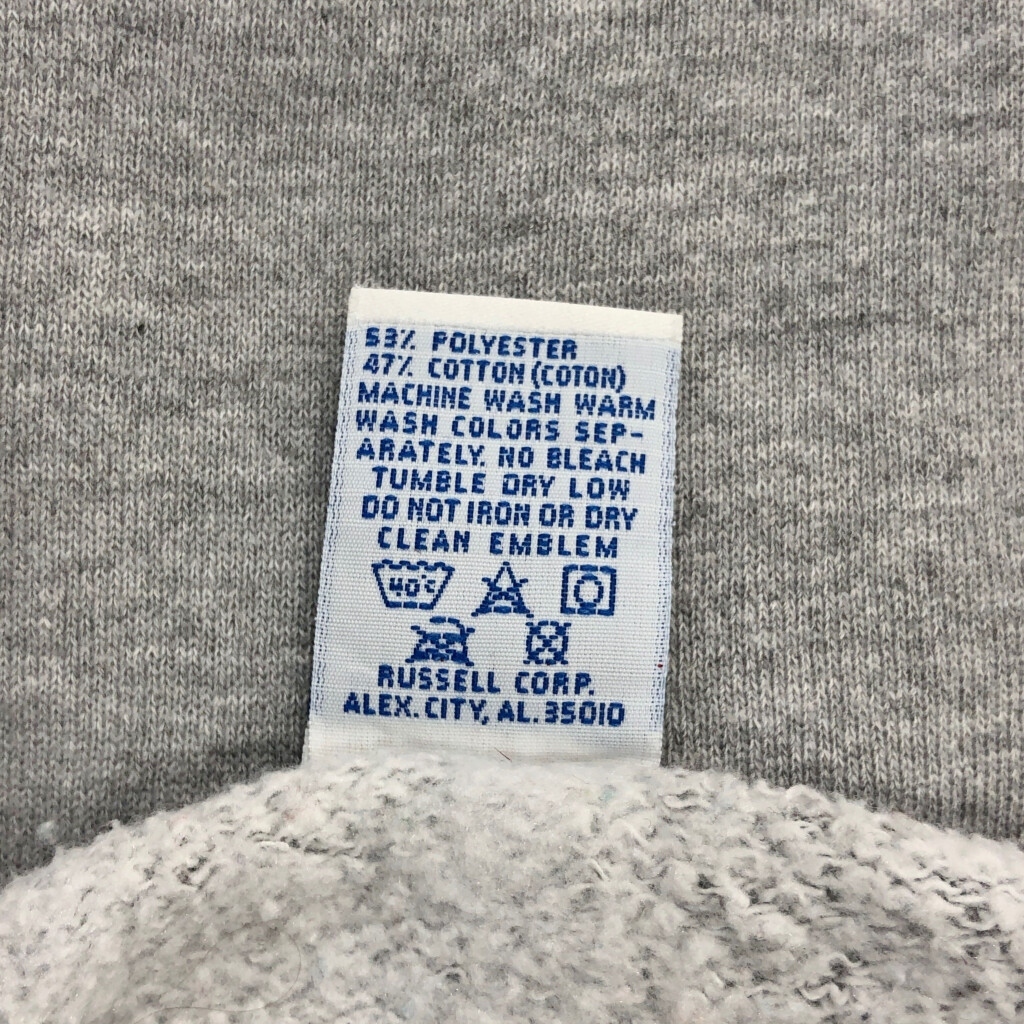 53% POLYESTER
47% COTTON (COTON)
MACHINE WASH WARM
WASH COLORS SEP-
ARATELY. NO BLEACH
TUMBLE DRY LOW
DO NOT IRON OR DRY
CLEAN EMBLEM
40°C
RUSSELL CORP.
ALEX. CITY, AL. 35010